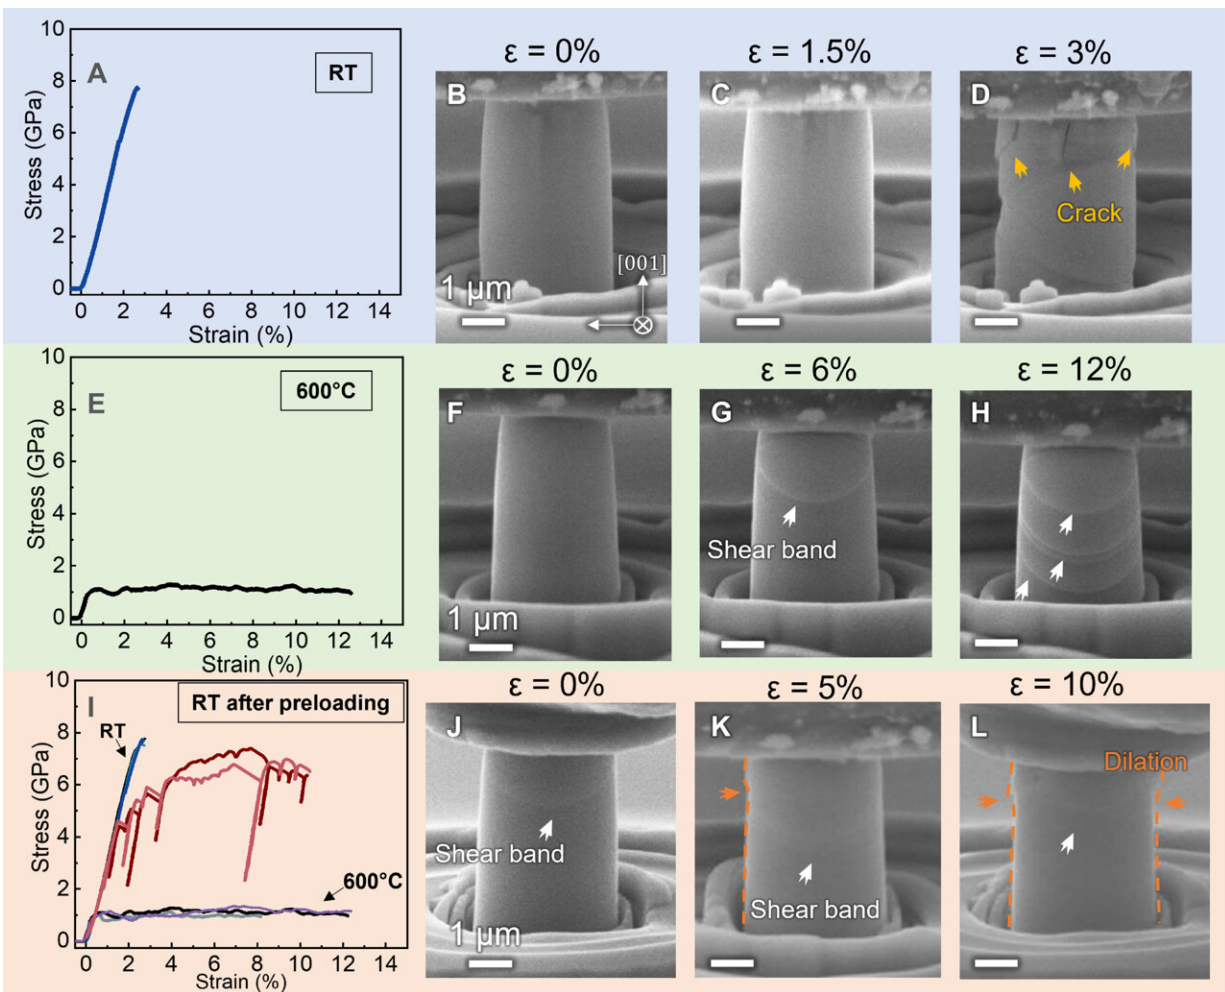 A
RT
10
8
6
4
2
0
Stress (GPa)
0 2 4 6 8 10 12 14
Strain (%)
ε = 0%
ε = 1.5%
ε = 3%
B
[001]
1 μm
C
D
Crack
E
600°C
10
8
6
4
2
0
Stress (GPa)
0 2 4 6 8 10 12 14
Strain (%)
ε = 0%
ε = 6%
ε = 12%
F
1 μm
G
Shear band
H
I
RT after preloading
RT
600°C
10
8
6
4
2
0
Stress (GPa)
0 2 4 6 8 10 12 14
Strain (%)
ε = 0%
ε = 5%
ε = 10%
J
Shear band
1 μm
K
Shear band
L
Dilation